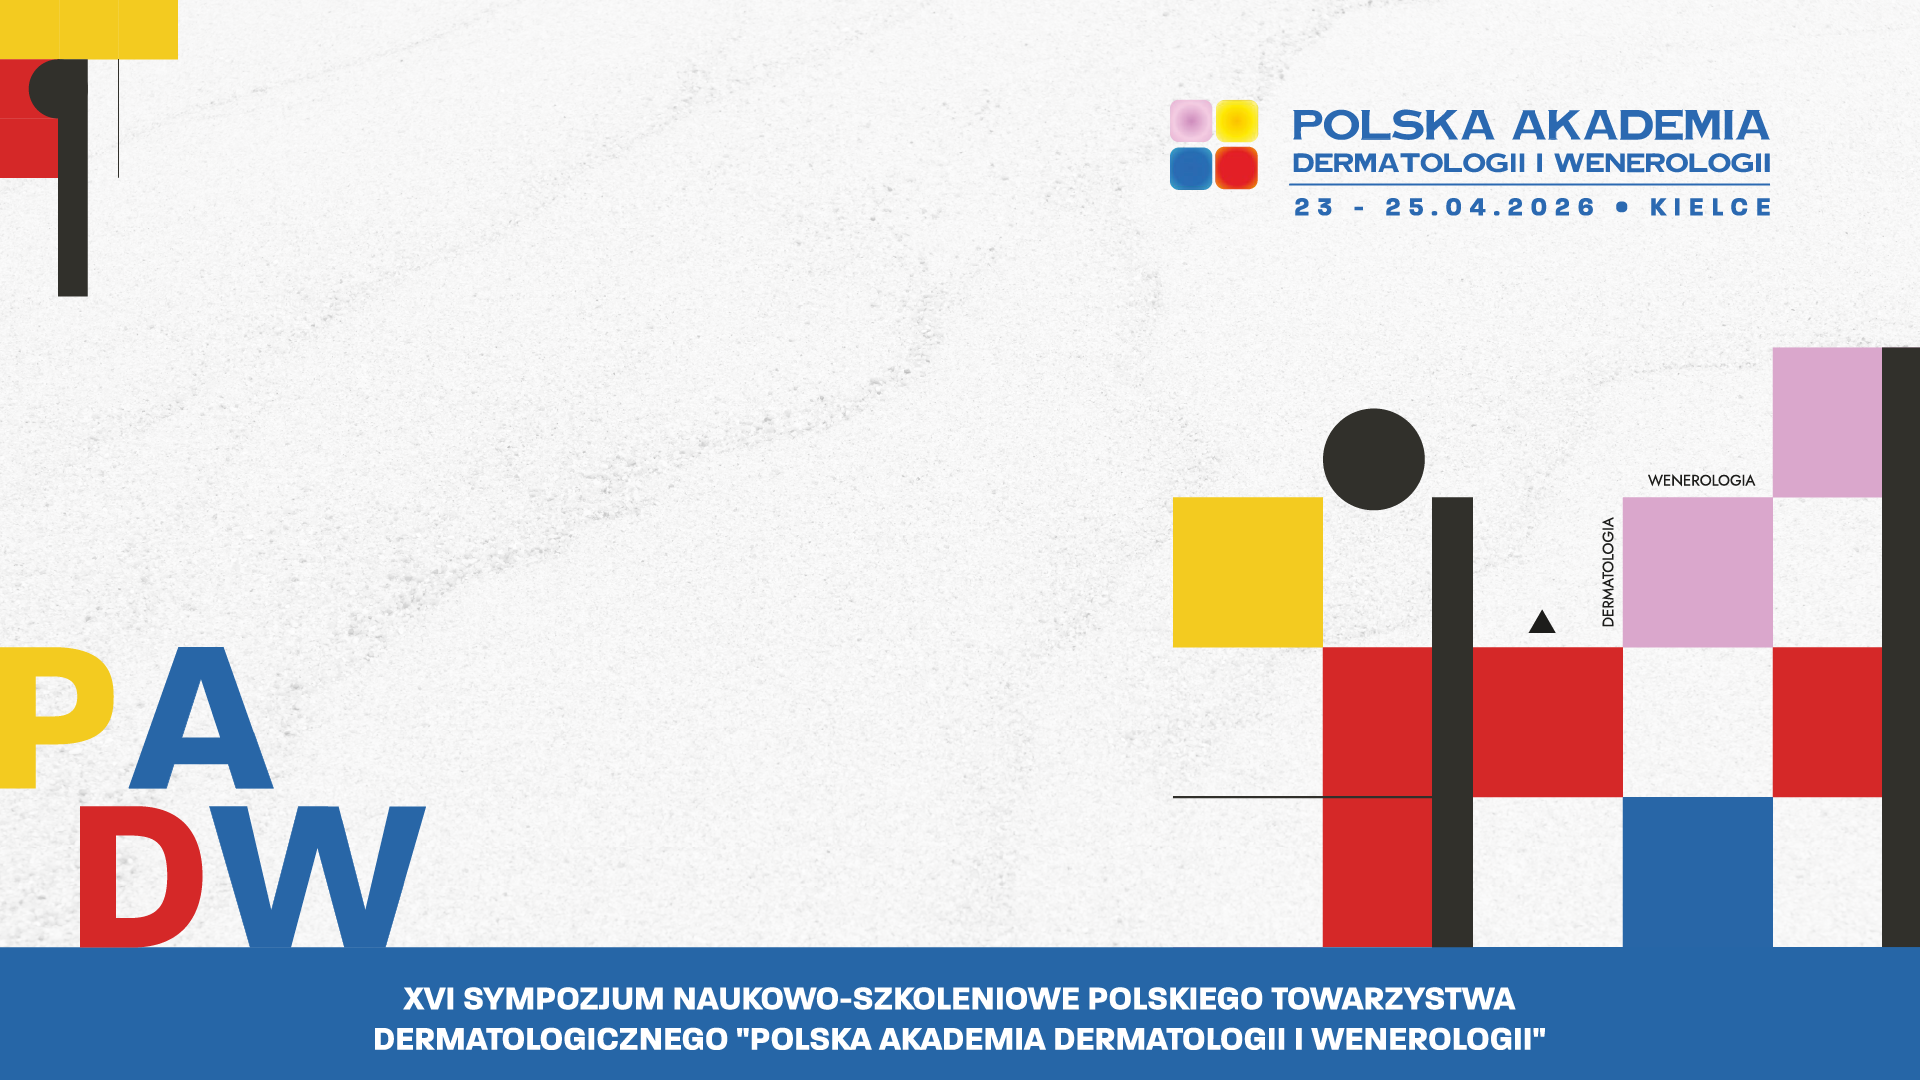 POLSKA AKADEMIA
DERMATOLOGII I WENEROLOGII
23 - 25.04.2026 • KIELCE
WENEROLOGIA
DERMATOLOGIA
PA
DW
XVI SYMPOZJUM NAUKOWO-SZKOLENIOWE POLSKIEGO TOWARZYSTWA
DERMATOLOGICZNEGO "POLSKA AKADEMIA DERMATOLOGII I WENEROLOGII"